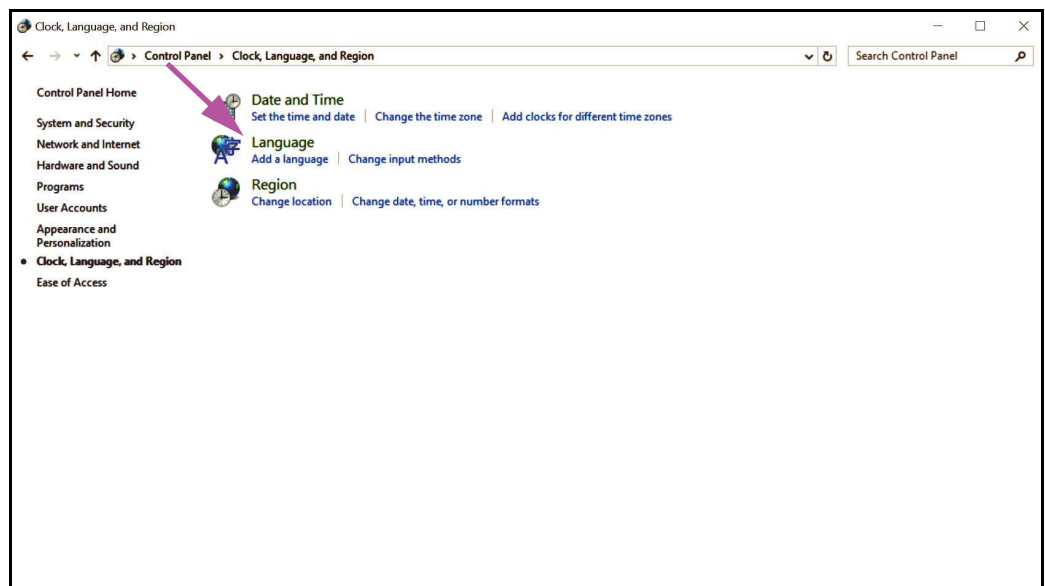 Clock, Language, and Region
Control Panel › Clock, Language, and Region
Search Control Panel
Control Panel Home
System and Security
Network and Internet
Hardware and Sound
Programs
User Accounts
Appearance and
Personalization
Clock, Language, and Region
Ease of Access
Date and Time
Set the time and date | Change the time zone | Add clocks for different time zones
Language
Add a language | Change input methods
Region
Change location | Change date, time, or number formats